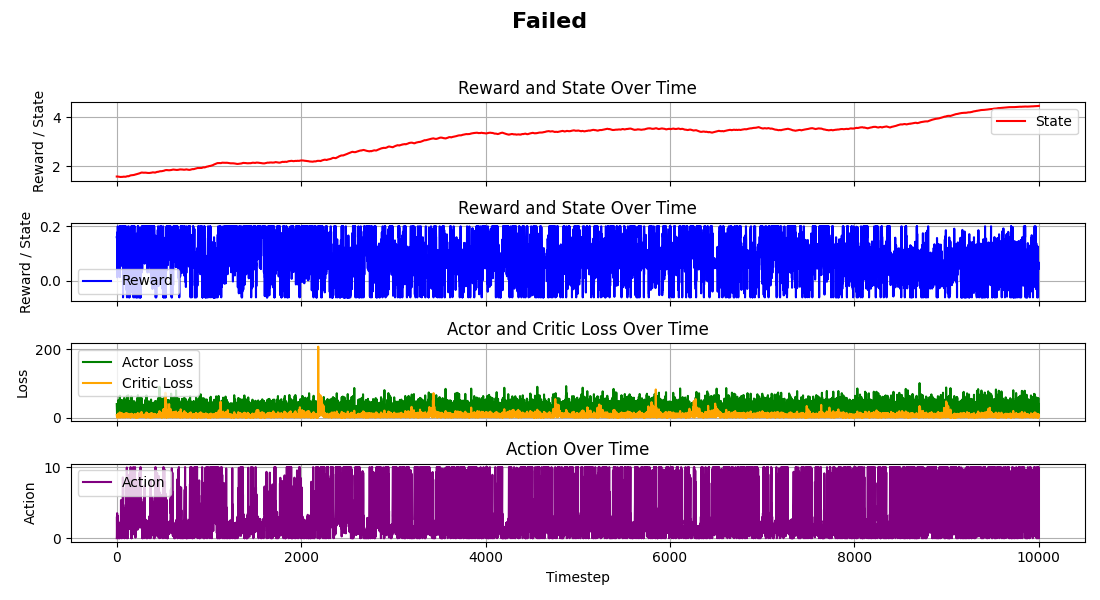 Failed
Reward and State Over Time
Reward / State
4
2
State
Reward and State Over Time
Reward / State
0.2
0.0
Reward
Actor and Critic Loss Over Time
Loss
200
0
Actor Loss
Critic Loss
Action Over Time
Action
10
0
Action
0 2000 4000 6000 8000 10000
Timestep